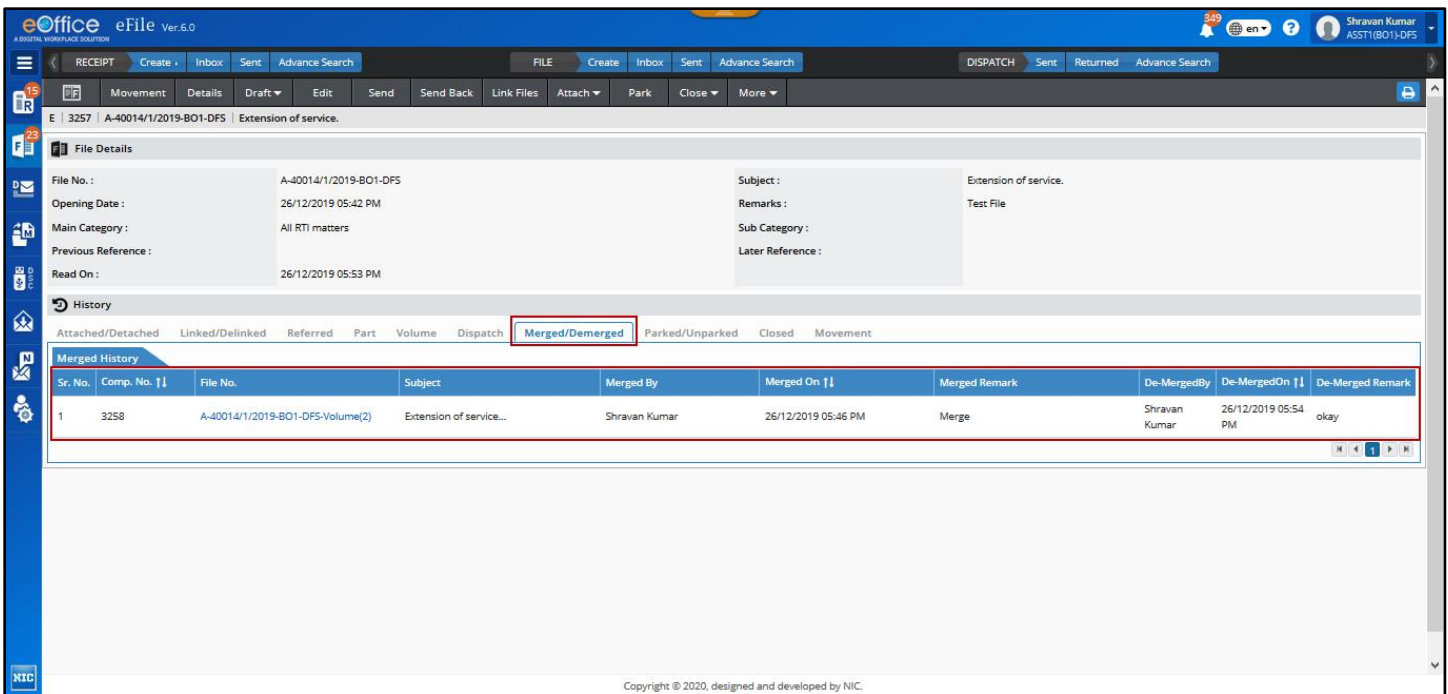 eOffice eFile Ver.6.0
A DIGITAL WORKPLACE SOLUTION
349
en
?
Shravan Kumar
ASST1(BO1)-DFS
RECEIPT Create Inbox Sent Advance Search FILE Create Inbox Sent Advance Search DISPATCH Sent Returned Advance Search
Movement Details Draft Edit Send Send Back Link Files Attach Park Close More
15
R
E | 3257 | A-40014/1/2019-BO1-DFS | Extension of service.
23
F
File Details
File No. : A-40014/1/2019-BO1-DFS Subject : Extension of service.
Opening Date : 26/12/2019 05:42 PM Remarks : Test File
Main Category : All RTI matters Sub Category :
Previous Reference : Later Reference :
Read On : 26/12/2019 05:53 PM
D
M
DSC
N
History
Attached/Detached Linked/Delinked Referred Part Volume Dispatch Merged/Demerged Parked/Unparked Closed Movement
Merged History
Sr. No. Comp. No. File No. Subject Merged By Merged On Merged Remark De-MergedBy De-MergedOn De-Merged Remark
1 3258 A-40014/1/2019-BO1-DFS-Volume(2) Extension of service... Shravan Kumar 26/12/2019 05:46 PM Merge Shravan Kumar 26/12/2019 05:54 PM okay
1
NIC
Copyright © 2020, designed and developed by NIC.